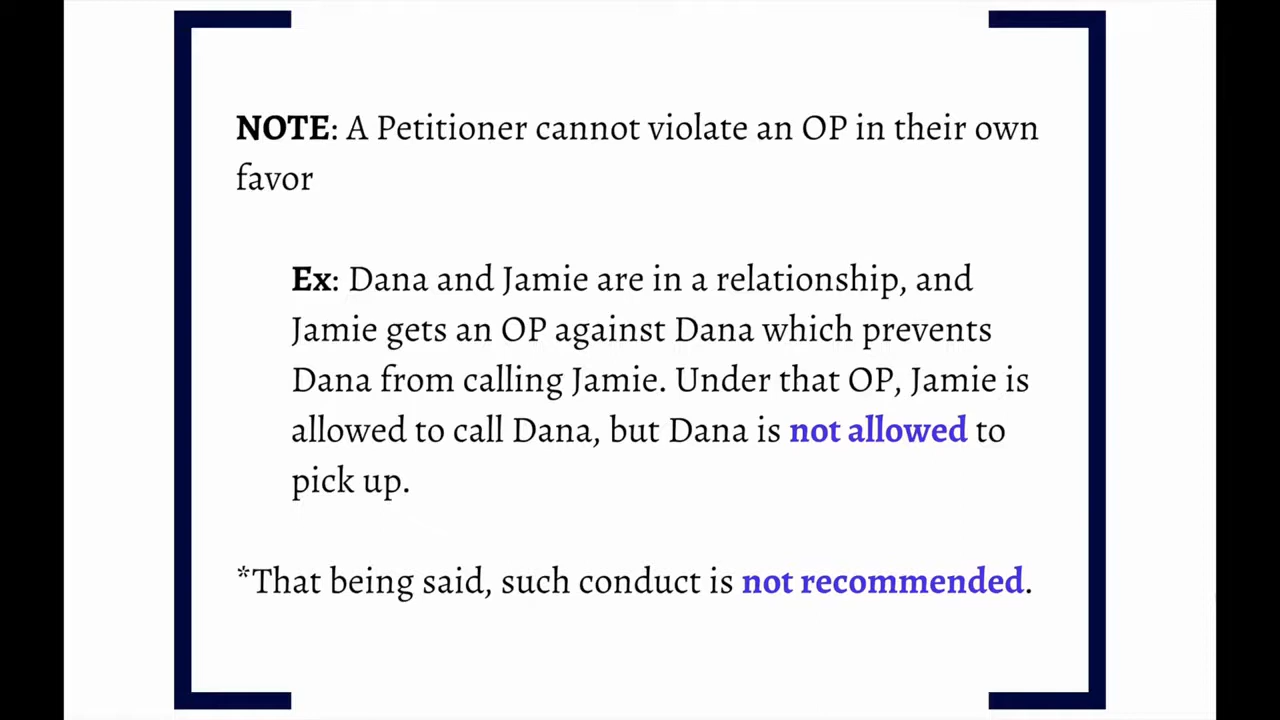 NOTE: A Petitioner cannot violate an OP in their own
favor
Ex: Dana and Jamie are in a relationship, and
Jamie gets an OP against Dana which prevents
Dana from calling Jamie. Under that OP, Jamie is
allowed to call Dana, but Dana is not allowed to
pick up.
*That being said, such conduct is not recommended.